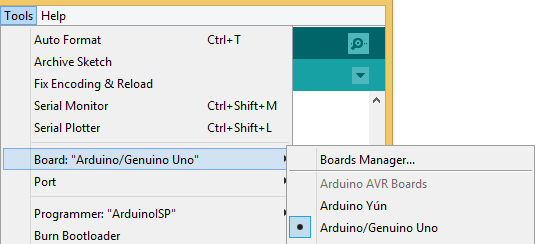 Tools Help
Auto Format Ctrl+T
Archive Sketch
Fix Encoding & Reload
Serial Monitor Ctrl+Shift+M
Serial Plotter Ctrl+Shift+L
Board: "Arduino/Genuino Uno"
Port
Programmer: "ArduinoISP"
Burn Bootloader
Boards Manager...
Arduino AVR Boards
Arduino Yún
Arduino/Genuino Uno